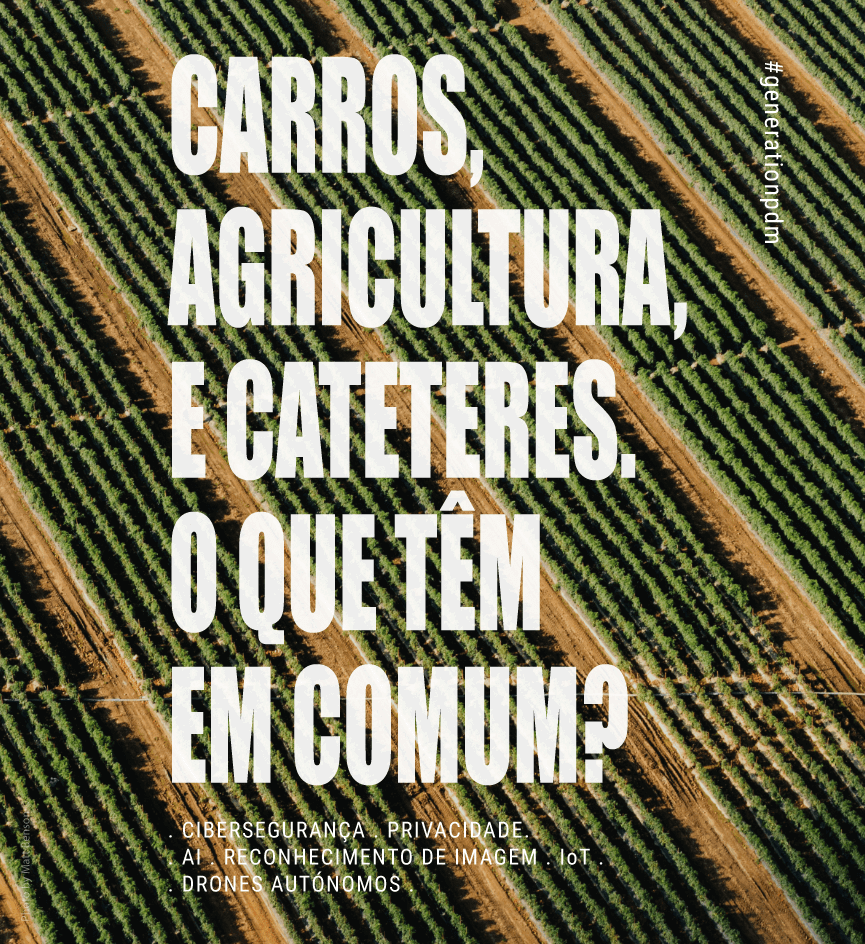 CARROS,
AGRICULTURA,
E CATETERES.
O QUE TÊM
EM COMUM?
. CIBERSEGURANÇA . PRIVACIDADE.
. AI . RECONHECIMENTO DE IMAGEM . IoT .
. DRONES AUTÓNOMOS .
#generationpdm